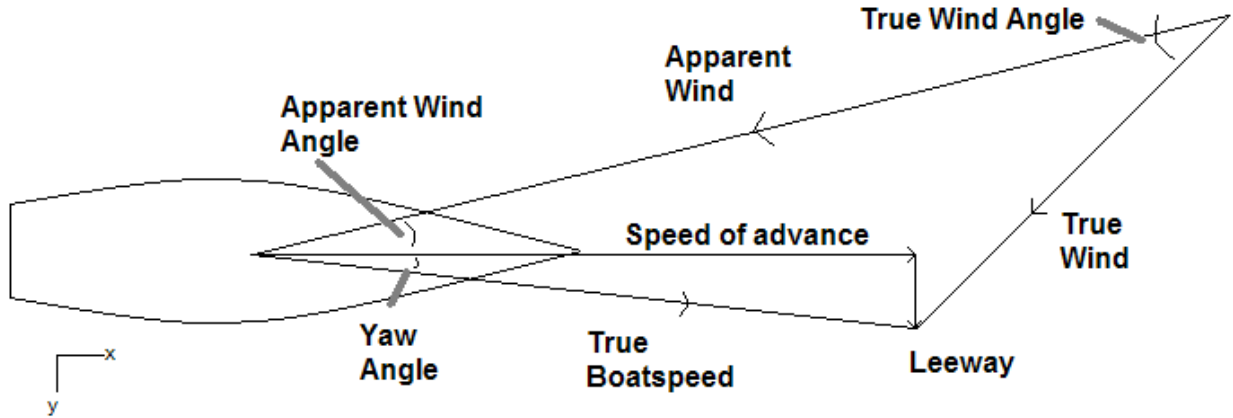 True Wind Angle
Apparent
Wind
Apparent Wind
Angle
Speed of advance
True
Wind
Yaw
Angle
True
Boatspeed
Leeway
x
y